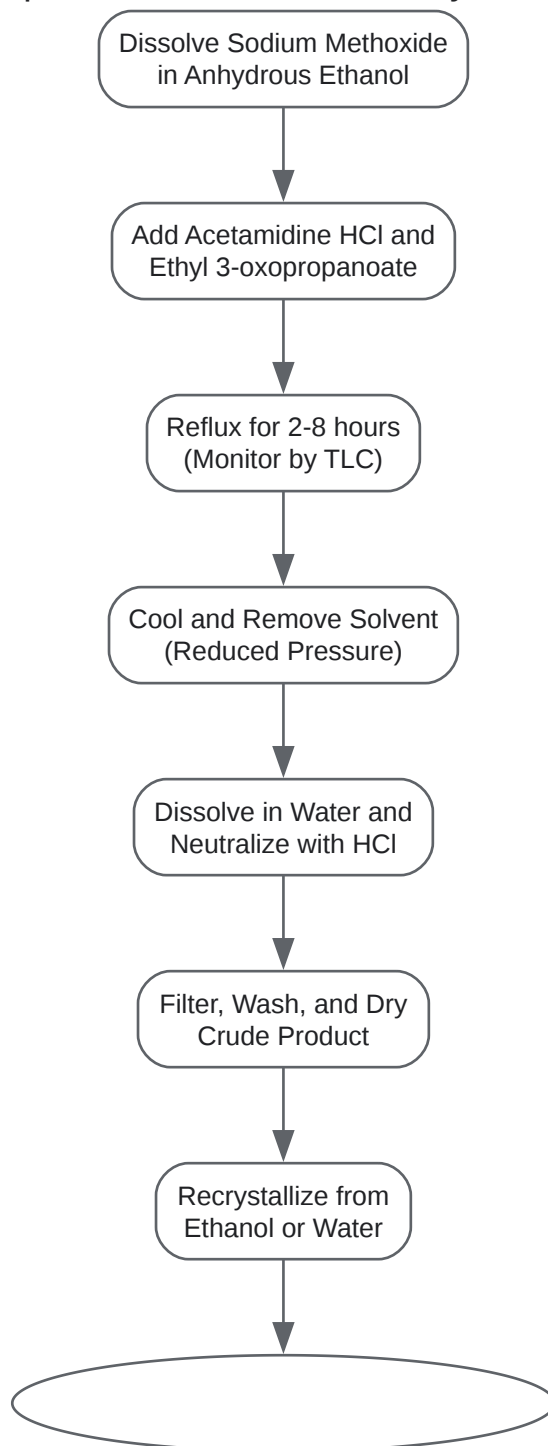 Dissolve Sodium Methoxide
in Anhydrous Ethanol
Add Acetamidine HCl and
Ethyl 3-oxopropanoate
Reflux for 2-8 hours
(Monitor by TLC)
Cool and Remove Solvent
(Reduced Pressure)
Dissolve in Water and
Neutralize with HCl
Filter, Wash, and Dry
Crude Product
Recrystallize from
Ethanol or Water